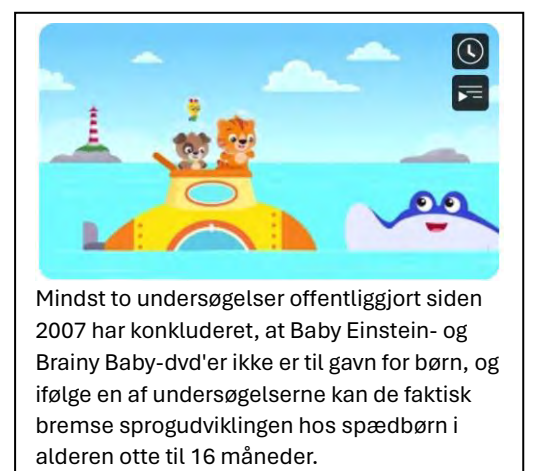 Mindst to undersøgelser offentliggjort siden
2007 har konkluderet, at Baby Einstein- og
Brainy Baby-dvd'er ikke er til gavn for børn, og
ifølge en af undersøgelserne kan de faktisk
bremse sprogudviklingen hos spædbørn i
alderen otte til 16 måneder.